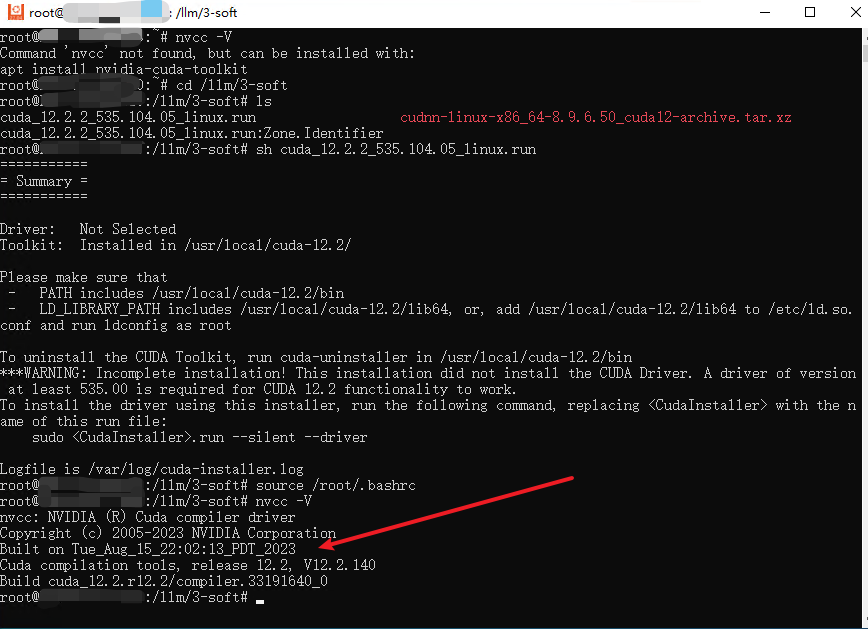 root@ : /llm/3-soft
root@ :~# nvcc -V
Command 'nvcc' not found, but can be installed with:
apt install nvidia-cuda-toolkit
root@ :~# cd /llm/3-soft
root@ :/llm/3-soft# ls
cuda_12.2.2_535.104.05_linux.run cudnn-linux-x86_64-8.9.6.50_cuda12-archive.tar.xz
cuda_12.2.2_535.104.05_linux.run:Zone.Identifier
root@ :/llm/3-soft# sh cuda_12.2.2_535.104.05_linux.run
===========
= Summary =
===========
Driver: Not Selected
Toolkit: Installed in /usr/local/cuda-12.2/
Please make sure that
- PATH includes /usr/local/cuda-12.2/bin
- LD_LIBRARY_PATH includes /usr/local/cuda-12.2/lib64, or, add /usr/local/cuda-12.2/lib64 to /etc/ld.so.
conf and run ldconfig as root
To uninstall the CUDA Toolkit, run cuda-uninstaller in /usr/local/cuda-12.2/bin
***WARNING: Incomplete installation! This installation did not install the CUDA Driver. A driver of version
at least 535.00 is required for CUDA 12.2 functionality to work.
To install the driver using this installer, run the following command, replacing <CudaInstaller> with the n
ame of this run file:
sudo <CudaInstaller>.run --silent --driver
Logfile is /var/log/cuda-installer.log
root@ :/llm/3-soft# source /root/.bashrc
root@ :/llm/3-soft# nvcc -V
nvcc: NVIDIA (R) Cuda compiler driver
Copyright (c) 2005-2023 NVIDIA Corporation
Built on Tue_Aug_15_22:02:13_PDT_2023
Cuda compilation tools, release 12.2, V12.2.140
Build cuda_12.2.r12.2/compiler.33191640_0
root@ :/llm/3-soft#